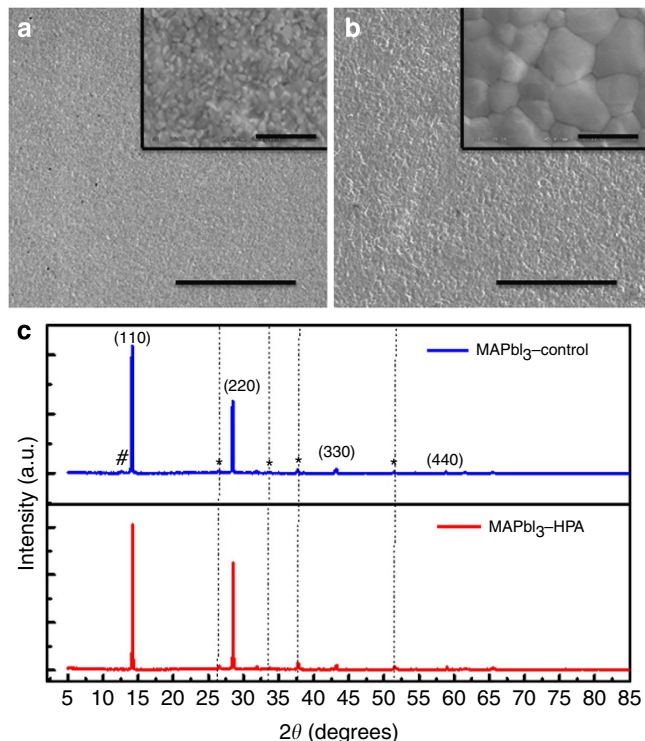 a
b
c
(110)
MAPbI3–control
(220)
#
*
*
*
*
(330)
(440)
Intensity (a.u.)
MAPbI3–HPA
5 10 15 20 25 30 35 40 45 50 55 60 65 70 75 80 85
2θ (degrees)